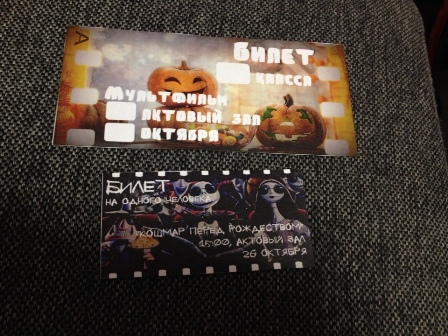 A
БИЛЕТ
КЛАССА
МУЛЬТФИЛЬМ
АКТОВЫЙ ЗАЛ
ОКТЯБРЯ
БИЛЕТ
НА ОДНОГО ЧЕЛОВЕКА
"КОШМАР ПЕРЕД РОЖДЕСТВОМ"
15:00, АКТОВЫЙ ЗАЛ
26 ОКТЯБРЯ